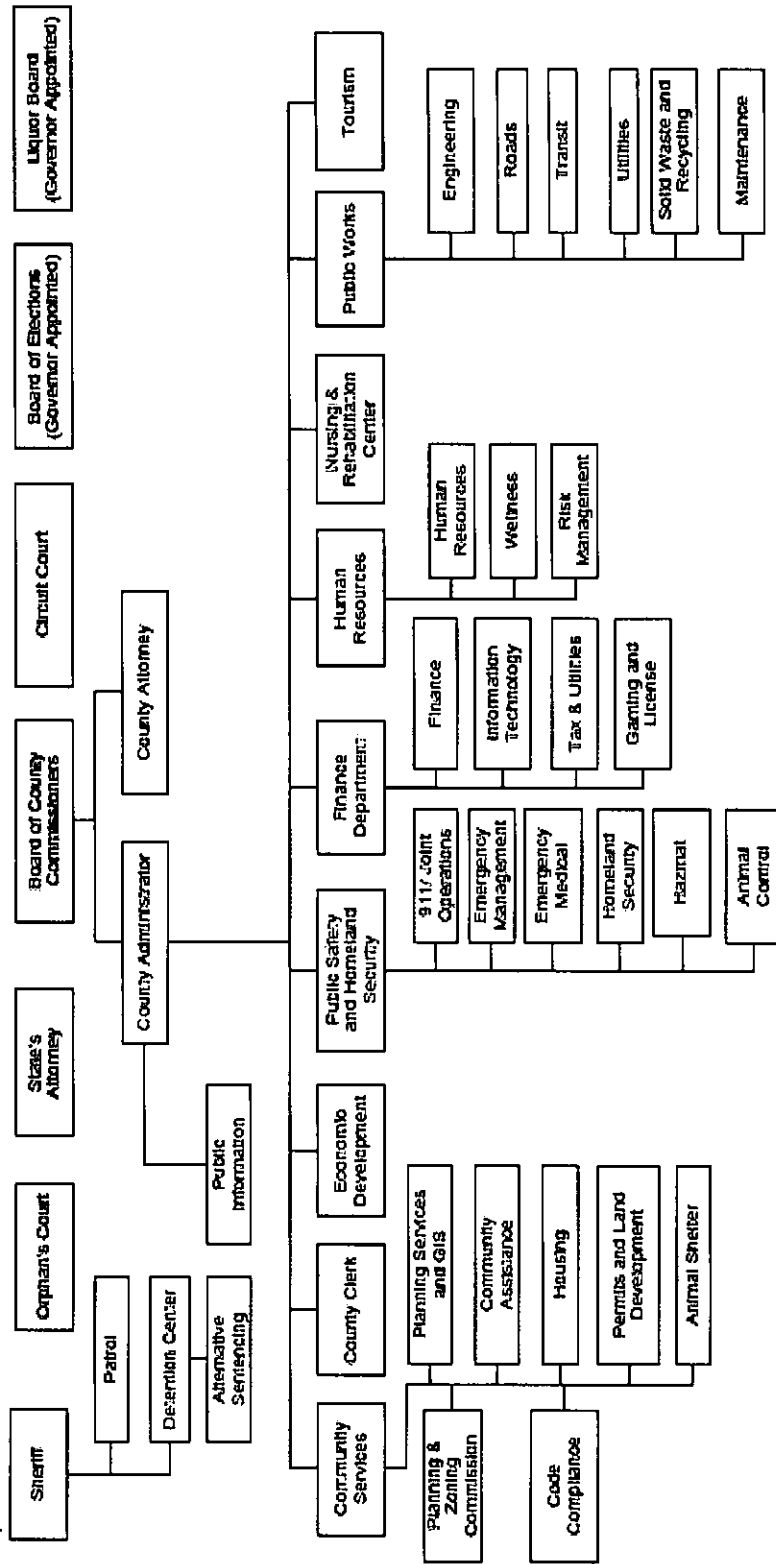 Sheriff
Orphan's Court
State's
Attorney
Board of County
Commissioners
Circuit Court
Board of Elections
(Governor Appointed)
Liquor Board
(Governor Appointed)
Patrol
Detention Center
Alternative
Sentencing
County Administrator
County Attorney
Public
Information
Community
Services
County Clerk
Economic
Development
Public Safety
and Homeland
Security
Finance
Department
Human
Resources
Nursing &
Rehabilitation
Center
Public Works
Tourism
Planning &
Zoning
Commission
Code
Compliance
Planning Services
and GIS
Community
Assistance
Housing
Permits and Land
Development
Animal Shelter
911/ Joint
Operations
Emergency
Management
Emergency
Medical
Homeland
Security
Hazmat
Animal
Control
Finance
Information
Technology
Tax & Utilities
Gaming and
License
Human
Resources
Wellness
Risk
Management
Engineering
Roads
Transit
Utilities
Solid Waste and
Recycling
Maintenance